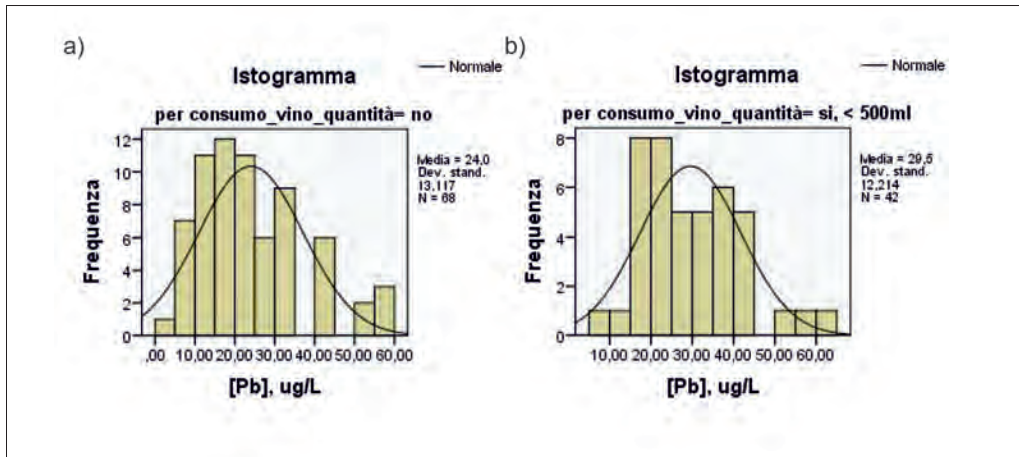 a)
Istogramma
Normale
per consumo_vino_quantità= no
12
10
8
6
4
2
0
Frequenza
,00 10,00 20,00 30,00 40,00 50,00 60,00
[Pb], ug/L
Media = 24,0
Dev. stand.
13,117
N = 68
b)
Istogramma
Normale
per consumo_vino_quantità= si, < 500ml
8
6
4
2
0
Frequenza
10,00 20,00 30,00 40,00 50,00 60,00
[Pb], ug/L
Media = 29,6
Dev. stand.
12,214
N = 42